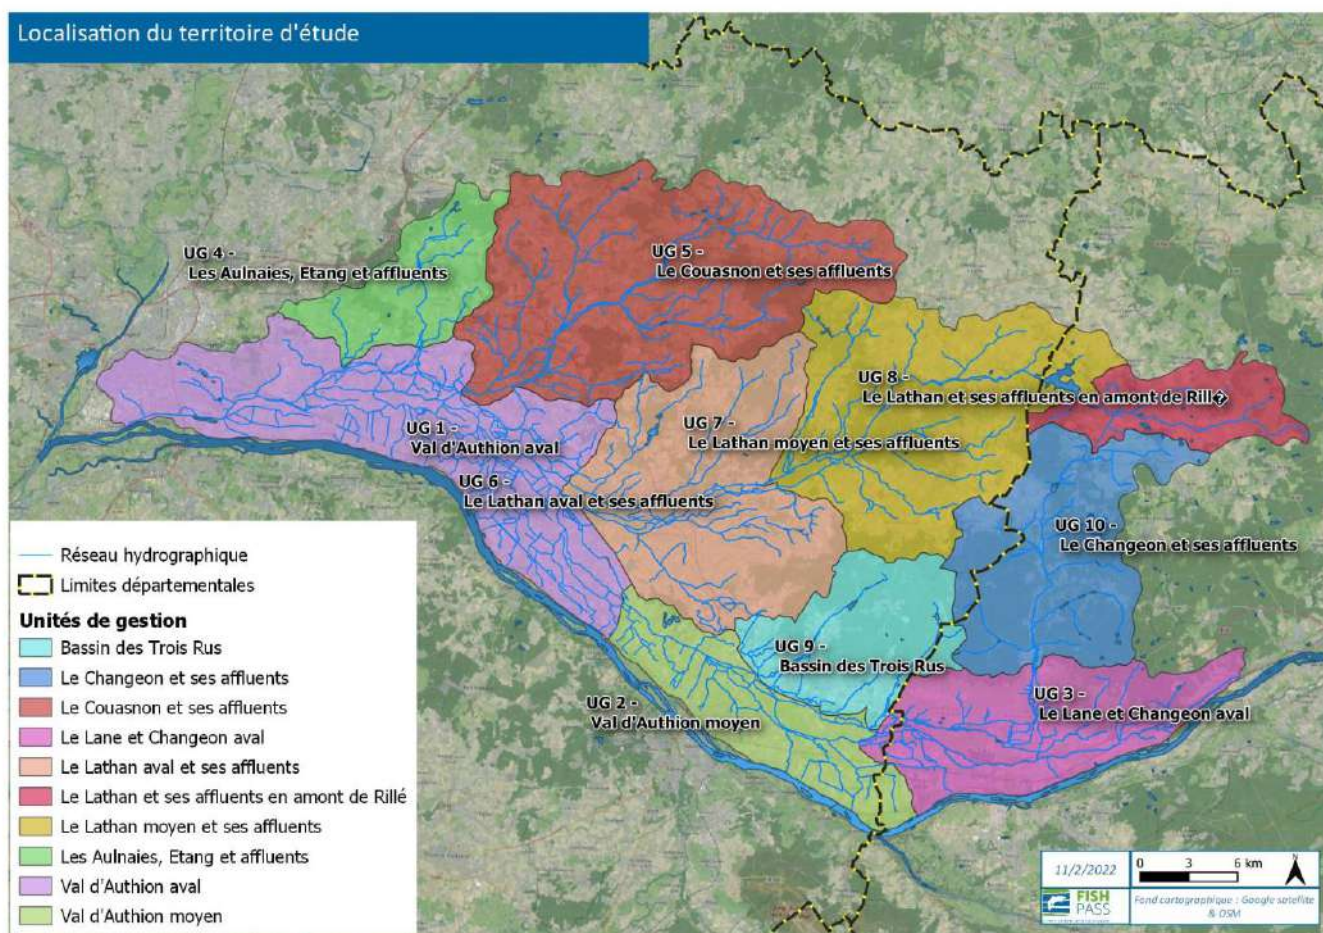 Localisation du territoire d'étude
UG 4 -
Les Aulnaies, Etang et affluents
UG 5 -
Le Couasnon et ses affluents
UG 8 -
Le Lathan et ses affluents en amont de Rill�
UG 7 -
Le Lathan moyen et ses affluents
UG 1 -
Val d'Authion aval
UG 6 -
Le Lathan aval et ses affluents
UG 10 -
Le Changeon et ses affluents
UG 9 -
Bassin des Trois Rus
UG 3 -
Le Lane et Changeon aval
UG 2 -
Val d'Authion moyen
Réseau hydrographique
Limites départementales
Unités de gestion
Bassin des Trois Rus
Le Changeon et ses affluents
Le Couasnon et ses affluents
Le Lane et Changeon aval
Le Lathan aval et ses affluents
Le Lathan et ses affluents en amont de Rillé
Le Lathan moyen et ses affluents
Les Aulnaies, Etang et affluents
Val d'Authion aval
Val d'Authion moyen
11/2/2022
0 3 6 km
N
FISH
PASS
Fond cartographique : Google satellite
& OSM